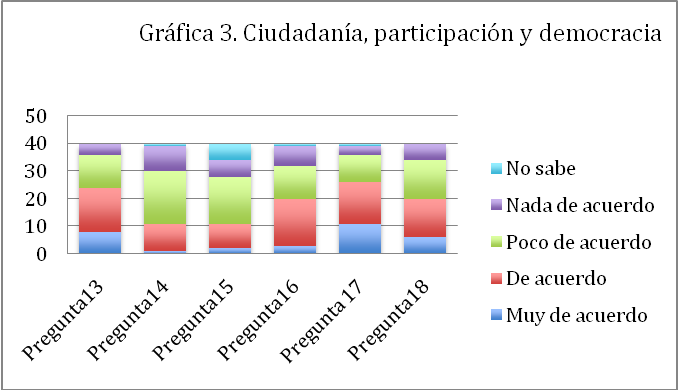 Gráfica 3. Ciudadanía, participación y democracia
50
40
30
20
10
0
Pregunta13
Pregunta14
Pregunta15
Pregunta16
Pregunta 17
Pregunta18
No sabe
Nada de acuerdo
Poco de acuerdo
De acuerdo
Muy de acuerdo